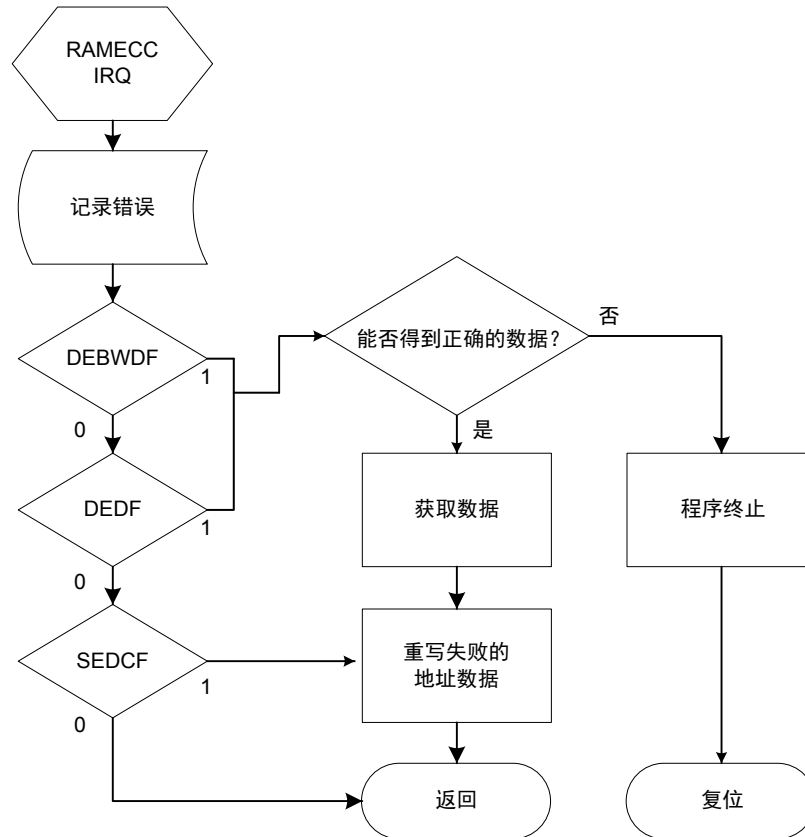 RAMECC
IRQ
记录错误
DEBWDF
1
0
DEDF
1
0
SEDCF
1
0
能否得到正确的数据?
否
是
获取数据
程序终止
重写失败的
地址数据
返回
复位